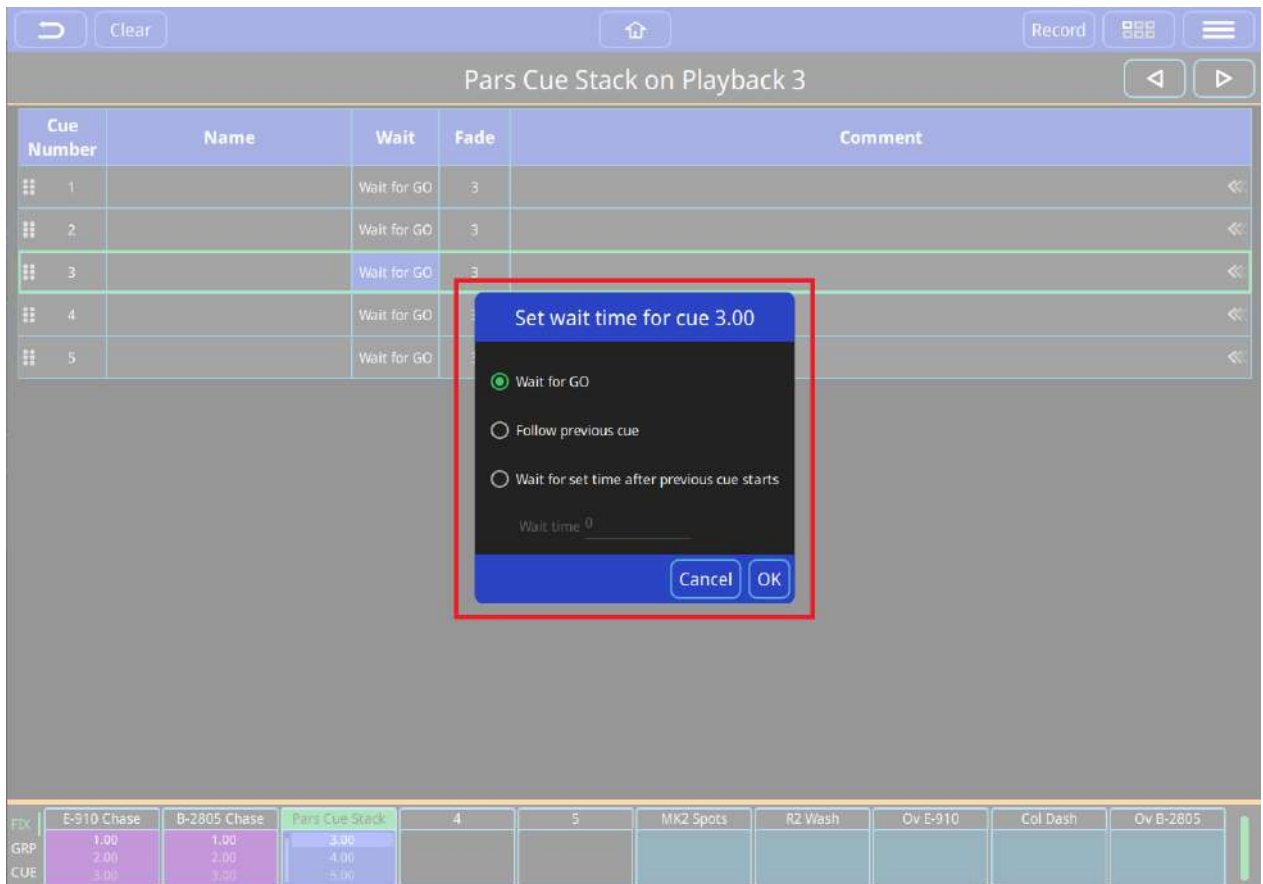 Clear
Record
Pars Cue Stack on Playback 3
Cue Number Name Wait Fade Comment
1 Wait for GO 3
2 Wait for GO 3
3 Wait for GO 3
4 Wait for GO
5 Wait for GO
Set wait time for cue 3.00
Wait for GO
Follow previous cue
Wait for set time after previous cue starts
Wait time 0
Cancel OK
FIX E-910 Chase B-2805 Chase Pars Cue Stack 4 5 MK2 Spots R2 Wash Ov E-910 Col Dash Ov B-2805
1.00 1.00 3.00
GRP 2.00 2.00 4.00
CUE 3.00 3.00 5.00